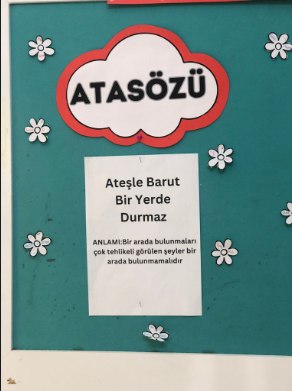 ATASÖZÜ
Ateşle Barut
Bir Yerde
Durmaz
ANLAMI:Bir arada bulunmaları
çok tehlikeli görülen şeyler bir
arada bulunmamalıdır